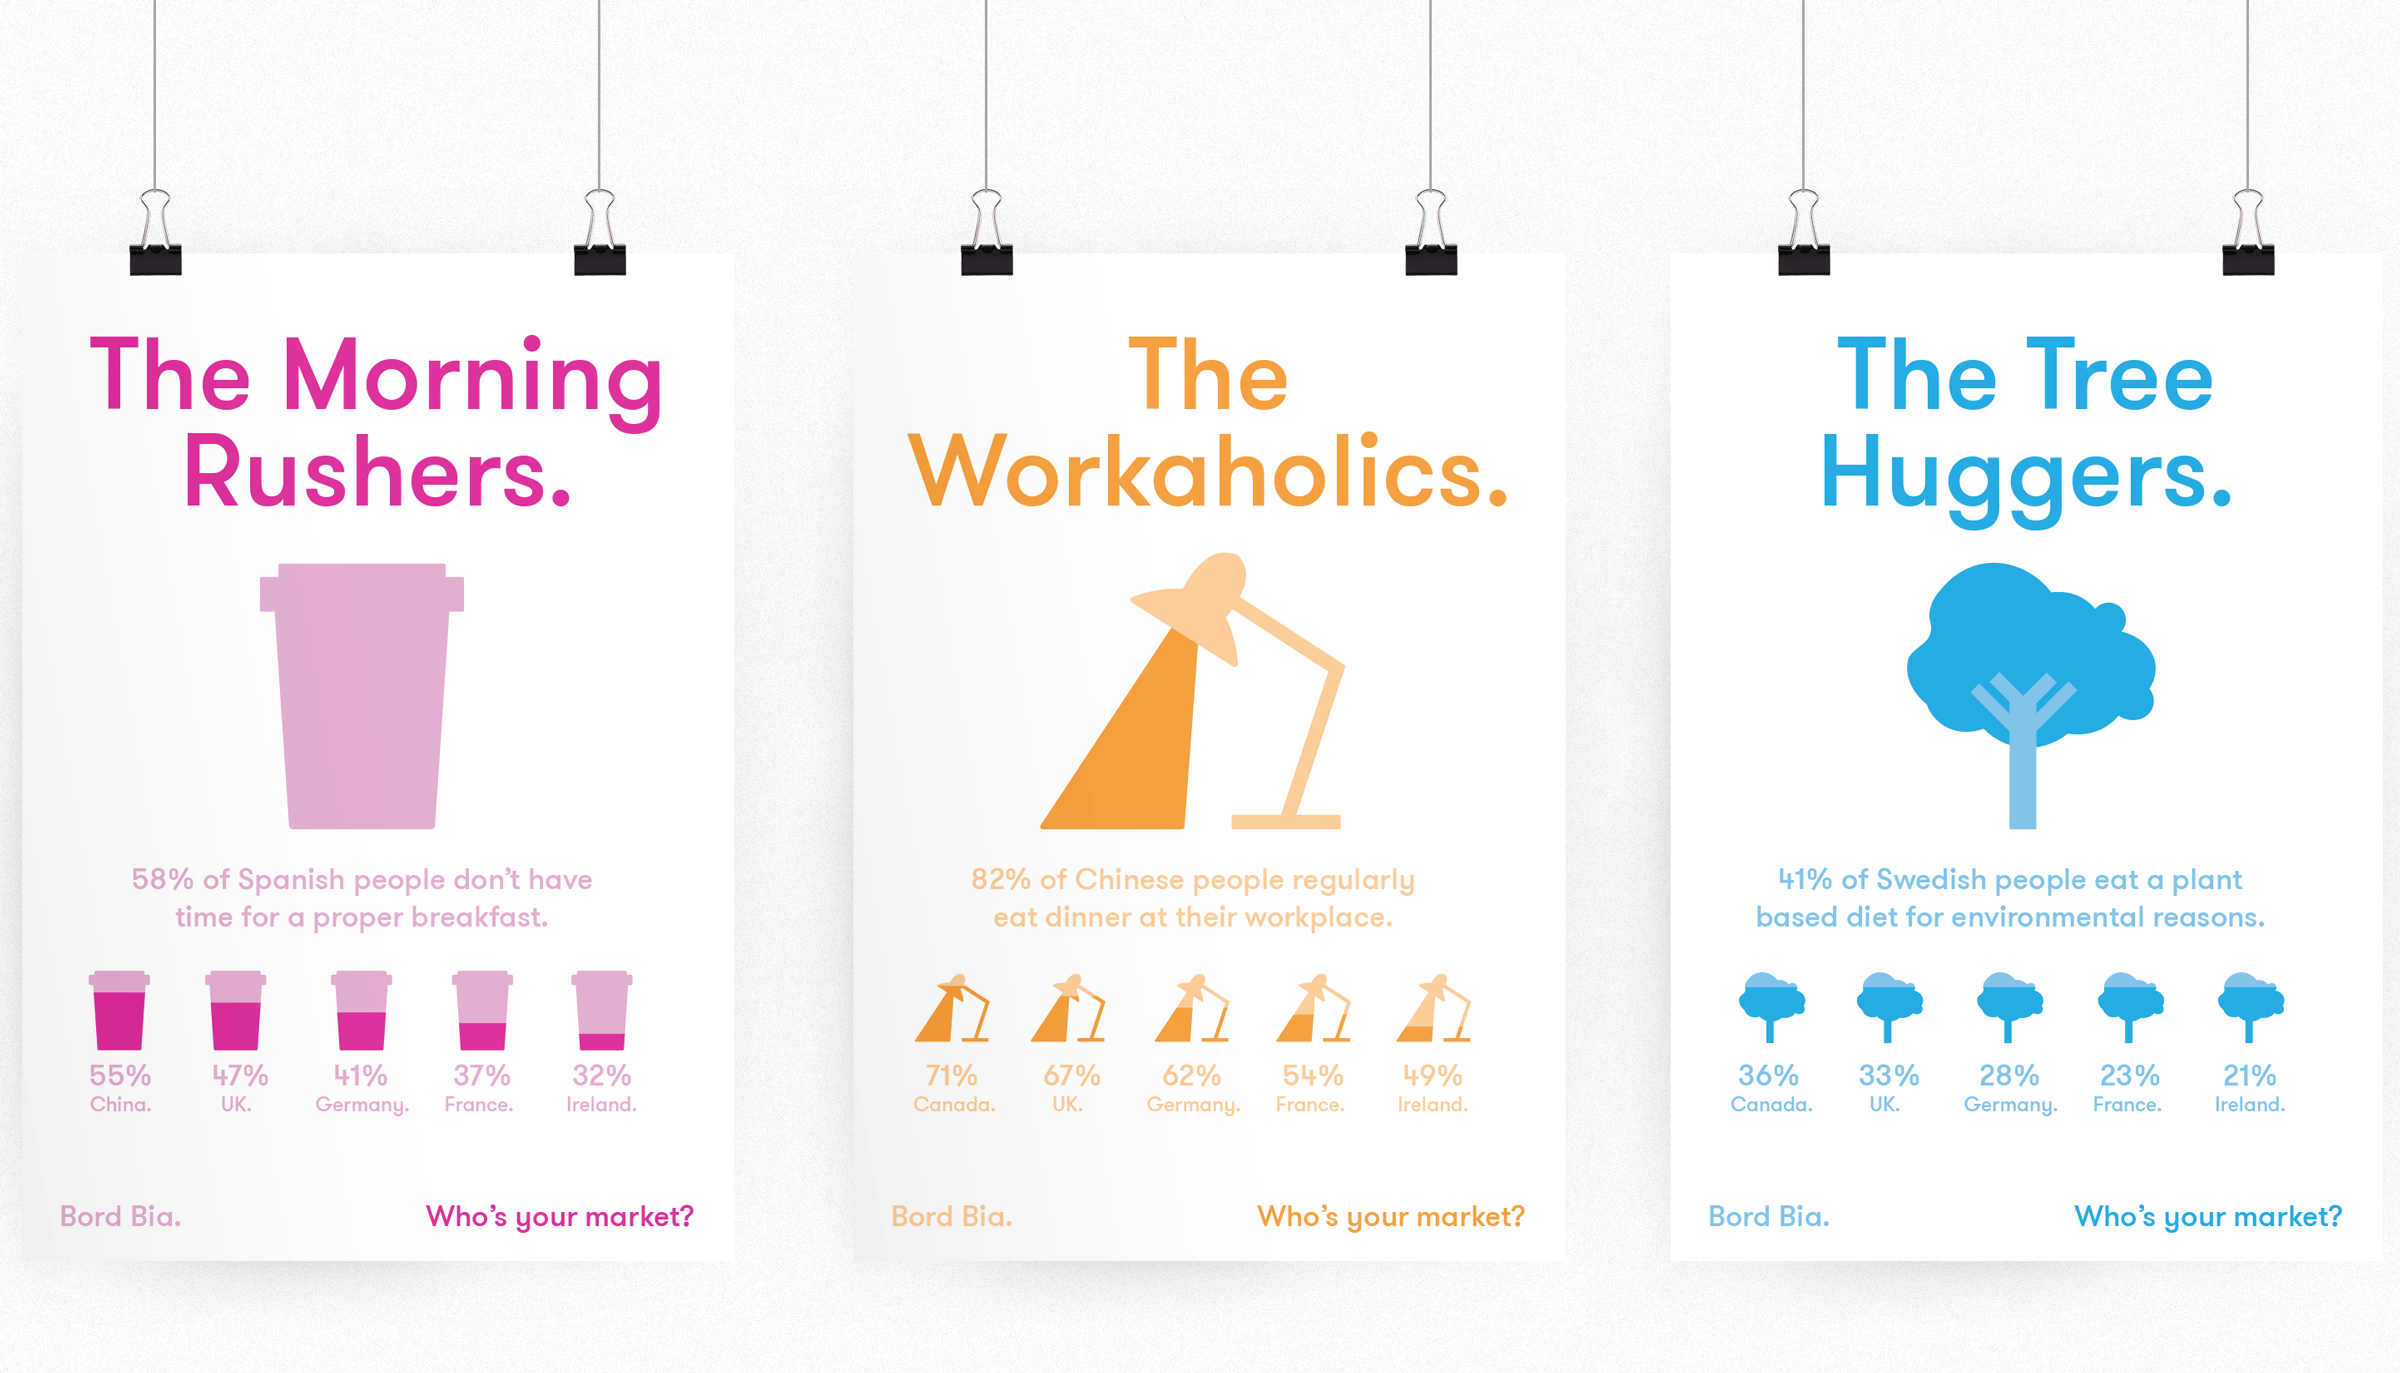 The Morning
Rushers.
58% of Spanish people don't have
time for a proper breakfast.
55% 47% 41% 37% 32%
China. UK. Germany. France. Ireland.
Bord Bia. Who's your market?
The
Workaholics.
82% of Chinese people regularly
eat dinner at their workplace.
71% 67% 62% 54% 49%
Canada. UK. Germany. France. Ireland.
Bord Bia. Who's your market?
The Tree
Huggers.
41% of Swedish people eat a plant
based diet for environmental reasons.
36% 33% 28% 23% 21%
Canada. UK. Germany. France. Ireland.
Bord Bia. Who's your market?